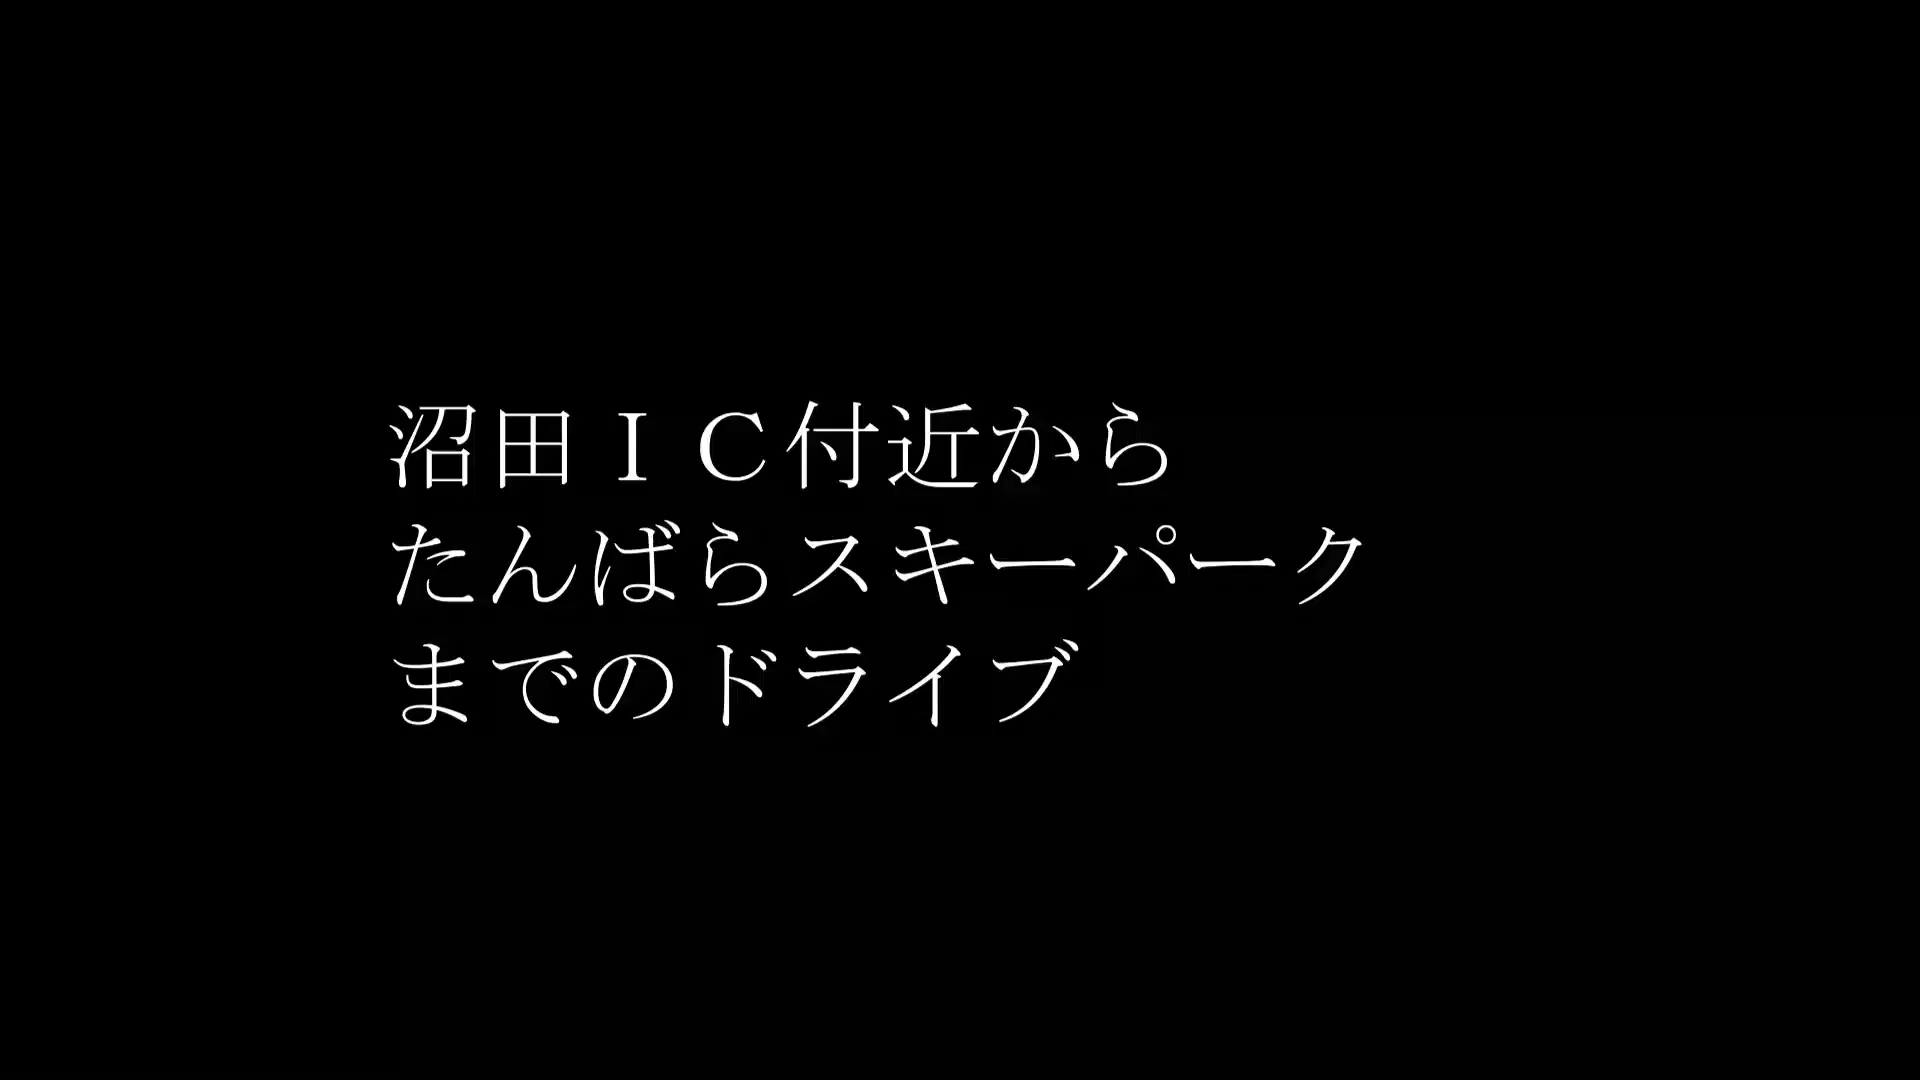 沼田ＩＣ付近から
たんばらスキーパーク
までのドライブ